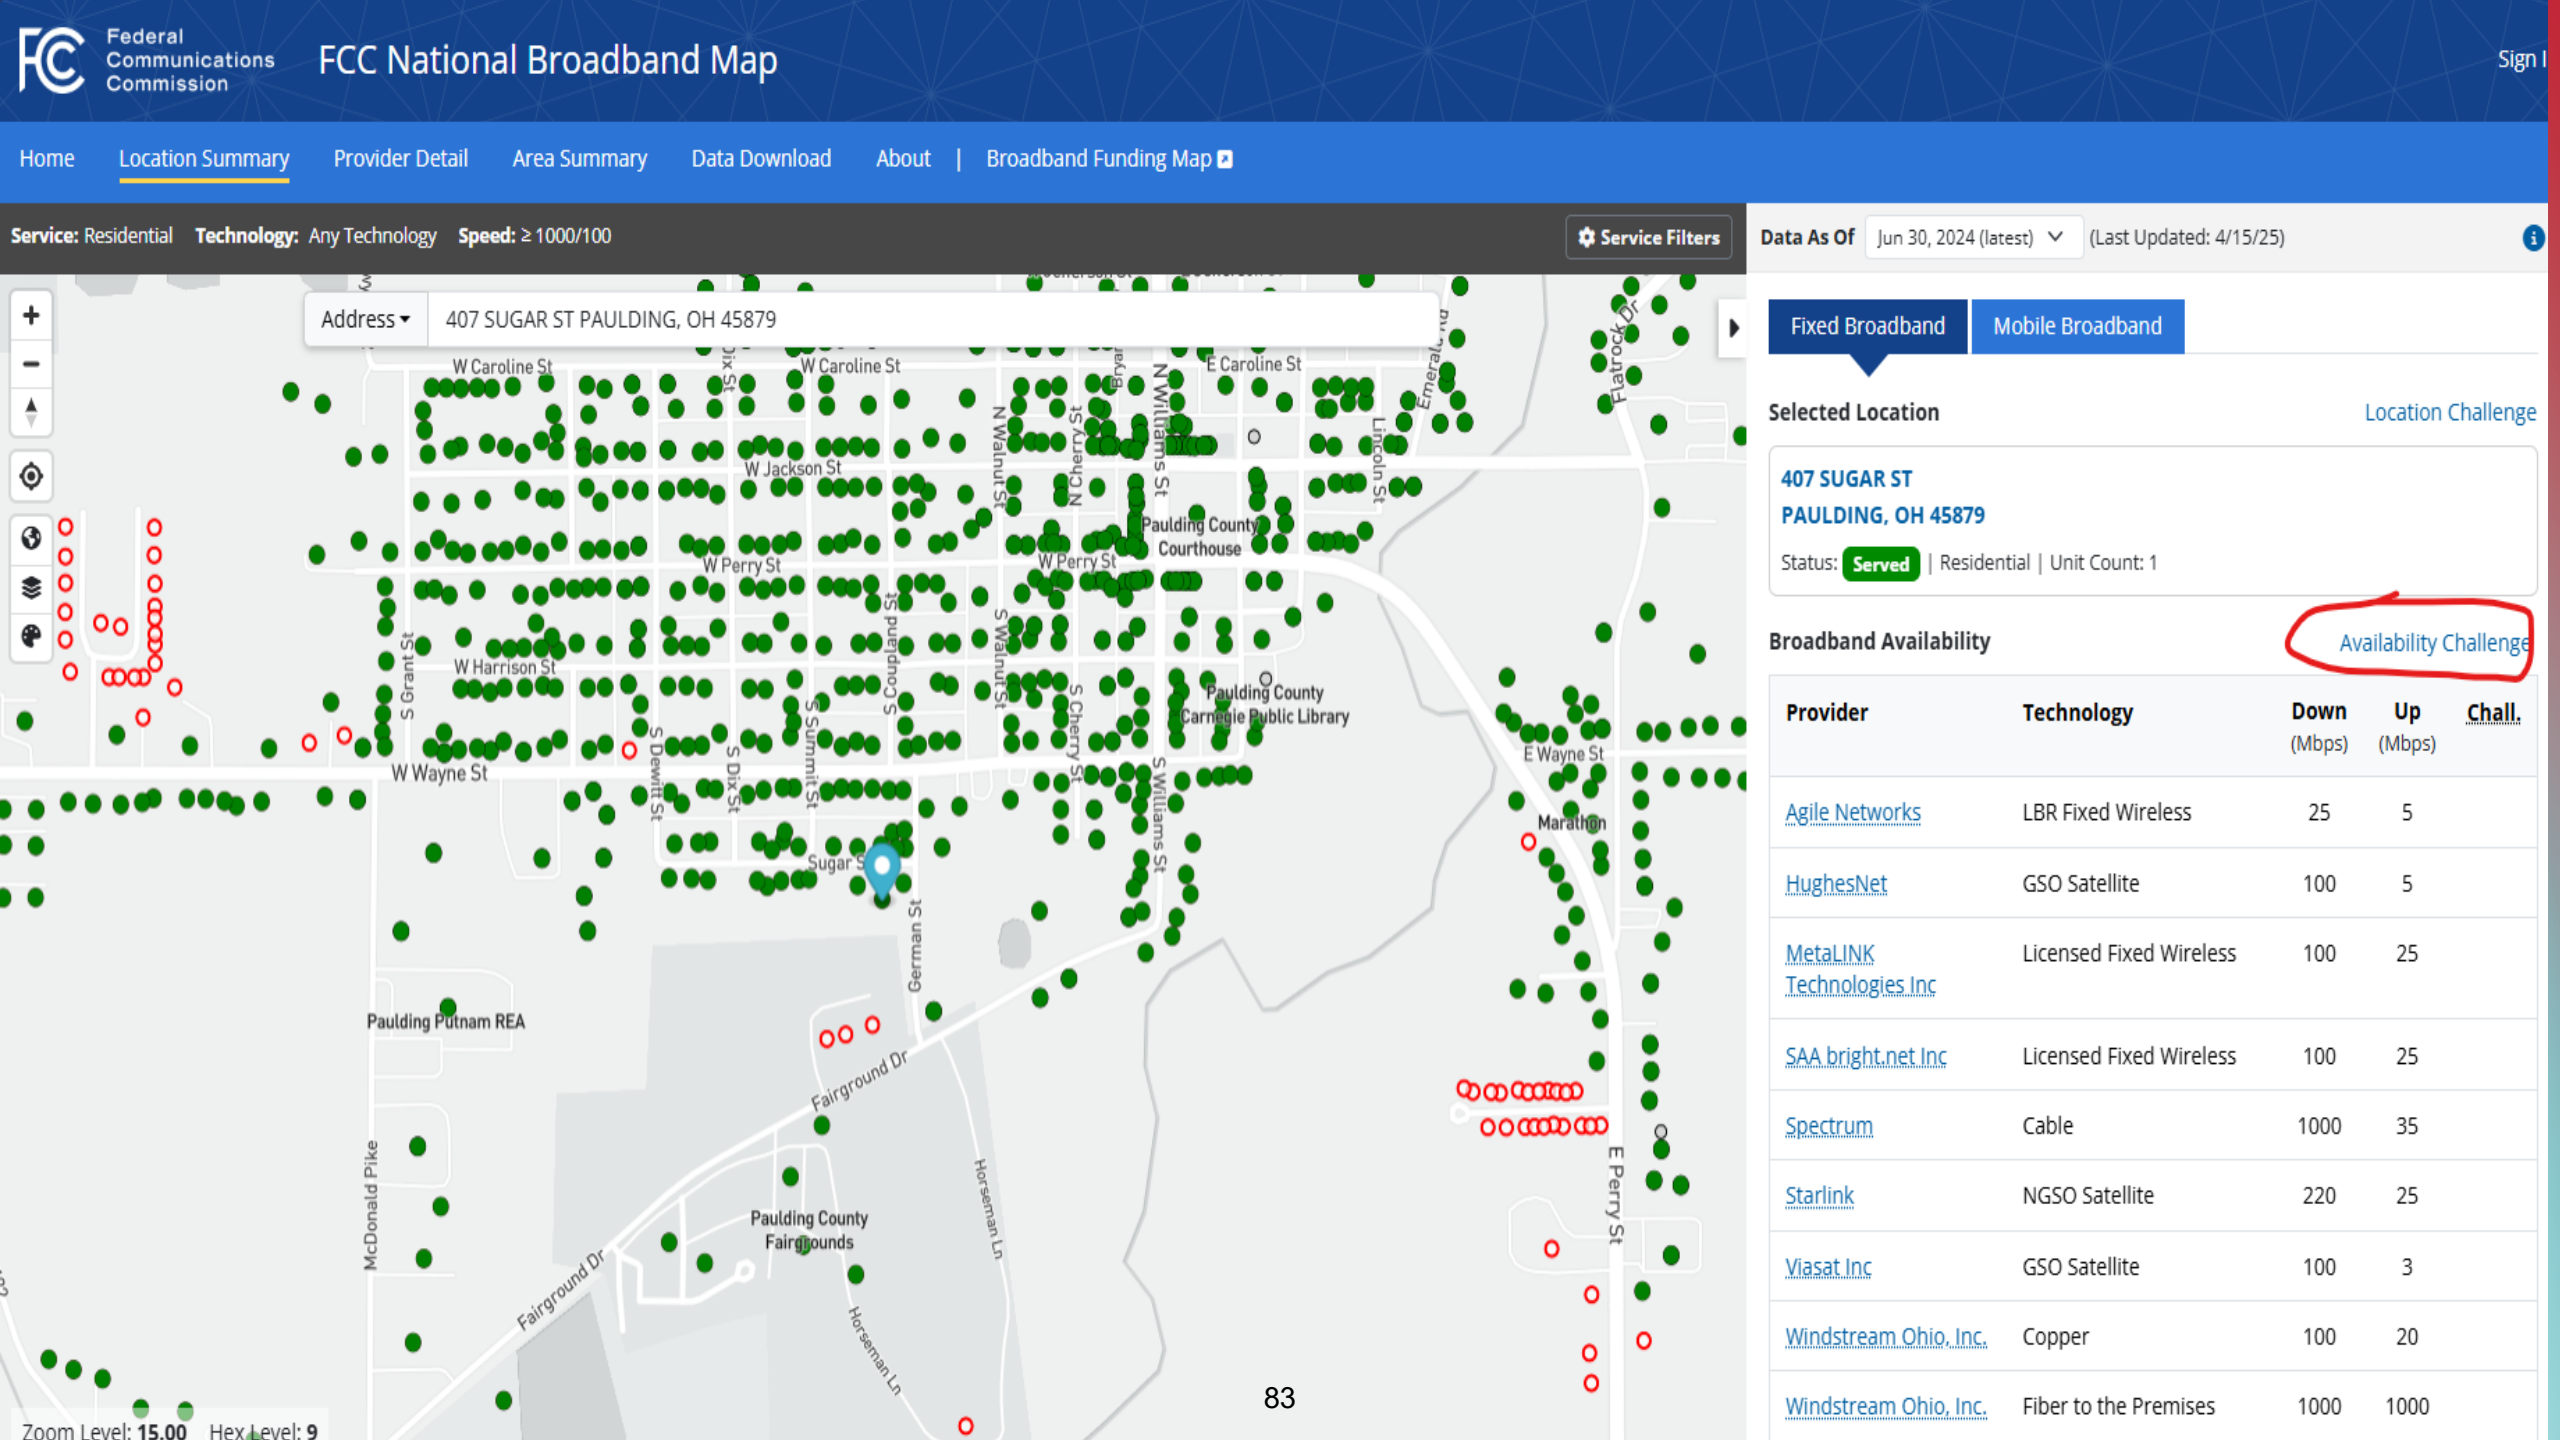 Federal
Communications
Commission
FCC National Broadband Map
Home Location Summary Provider Detail Area Summary Data Download About | Broadband Funding Map
Service: Residential Technology: Any Technology Speed: ≥ 1000/100
Service Filters
Data As Of Jun 30, 2024 (latest) (Last Updated: 4/15/25)
Address 407 SUGAR ST PAULDING, OH 45879
Fixed Broadband Mobile Broadband
Selected Location Location Challenge
407 SUGAR ST
PAULDING, OH 45879
Status: Served | Residential | Unit Count: 1
Broadband Availability Availability Challenge
Provider Technology Down Up Chall.
(Mbps) (Mbps)
Agile Networks LBR Fixed Wireless 25 5
HughesNet GSO Satellite 100 5
MetaLINK Licensed Fixed Wireless 100 25
Technologies Inc
SAA bright.net Inc Licensed Fixed Wireless 100 25
Spectrum Cable 1000 35
Starlink NGSO Satellite 220 25
Viasat Inc GSO Satellite 100 3
Windstream Ohio, Inc. Copper 100 20
Windstream Ohio, Inc. Fiber to the Premises 1000 1000
W Caroline St
W Caroline St
E Caroline St
Flatrock Dr
N Walnut St
N Cherry St
N Williams St
Lincoln St
W Jackson St
Paulding County
Courthouse
W Perry St
W Perry St
S Grant St
W Harrison St
S Coupland St
S Walnut St
S Cherry St
Paulding County
Carnegie Public Library
S Dewitt St
S Dix St
S Summit St
W Wayne St
E Wayne St
S Williams St
Marathon
Sugar S
German St
Paulding Putnam REA
Fairground Dr
McDonald Pike
Horseman Ln
E Perry St
Paulding County
Fairgrounds
Fairground Dr
Horseman Ln
83
Zoom Level: 15.00 Hex Level: 9